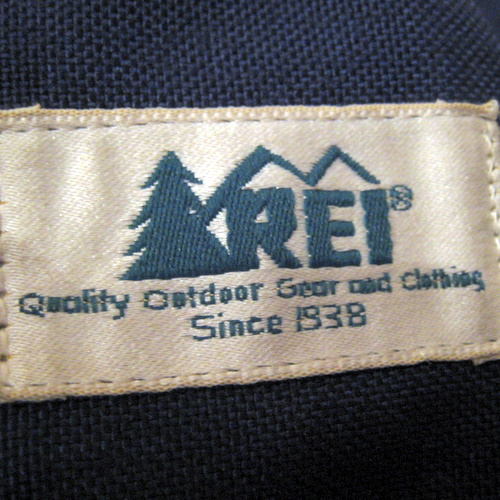 REI®
Quality Outdoor Gear and Clothing
Since 1938